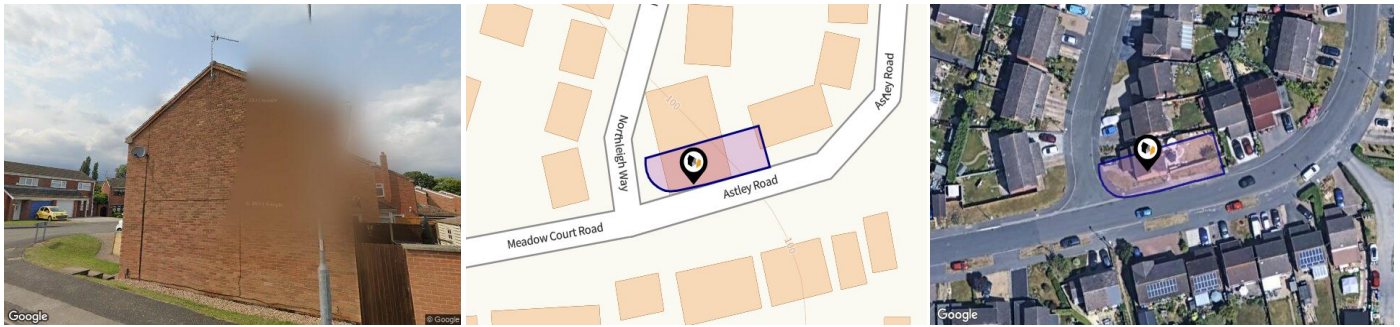 Google
© Google
Northleigh Way
Astley Road
Astley Road
Meadow Court Road
100
100
Google